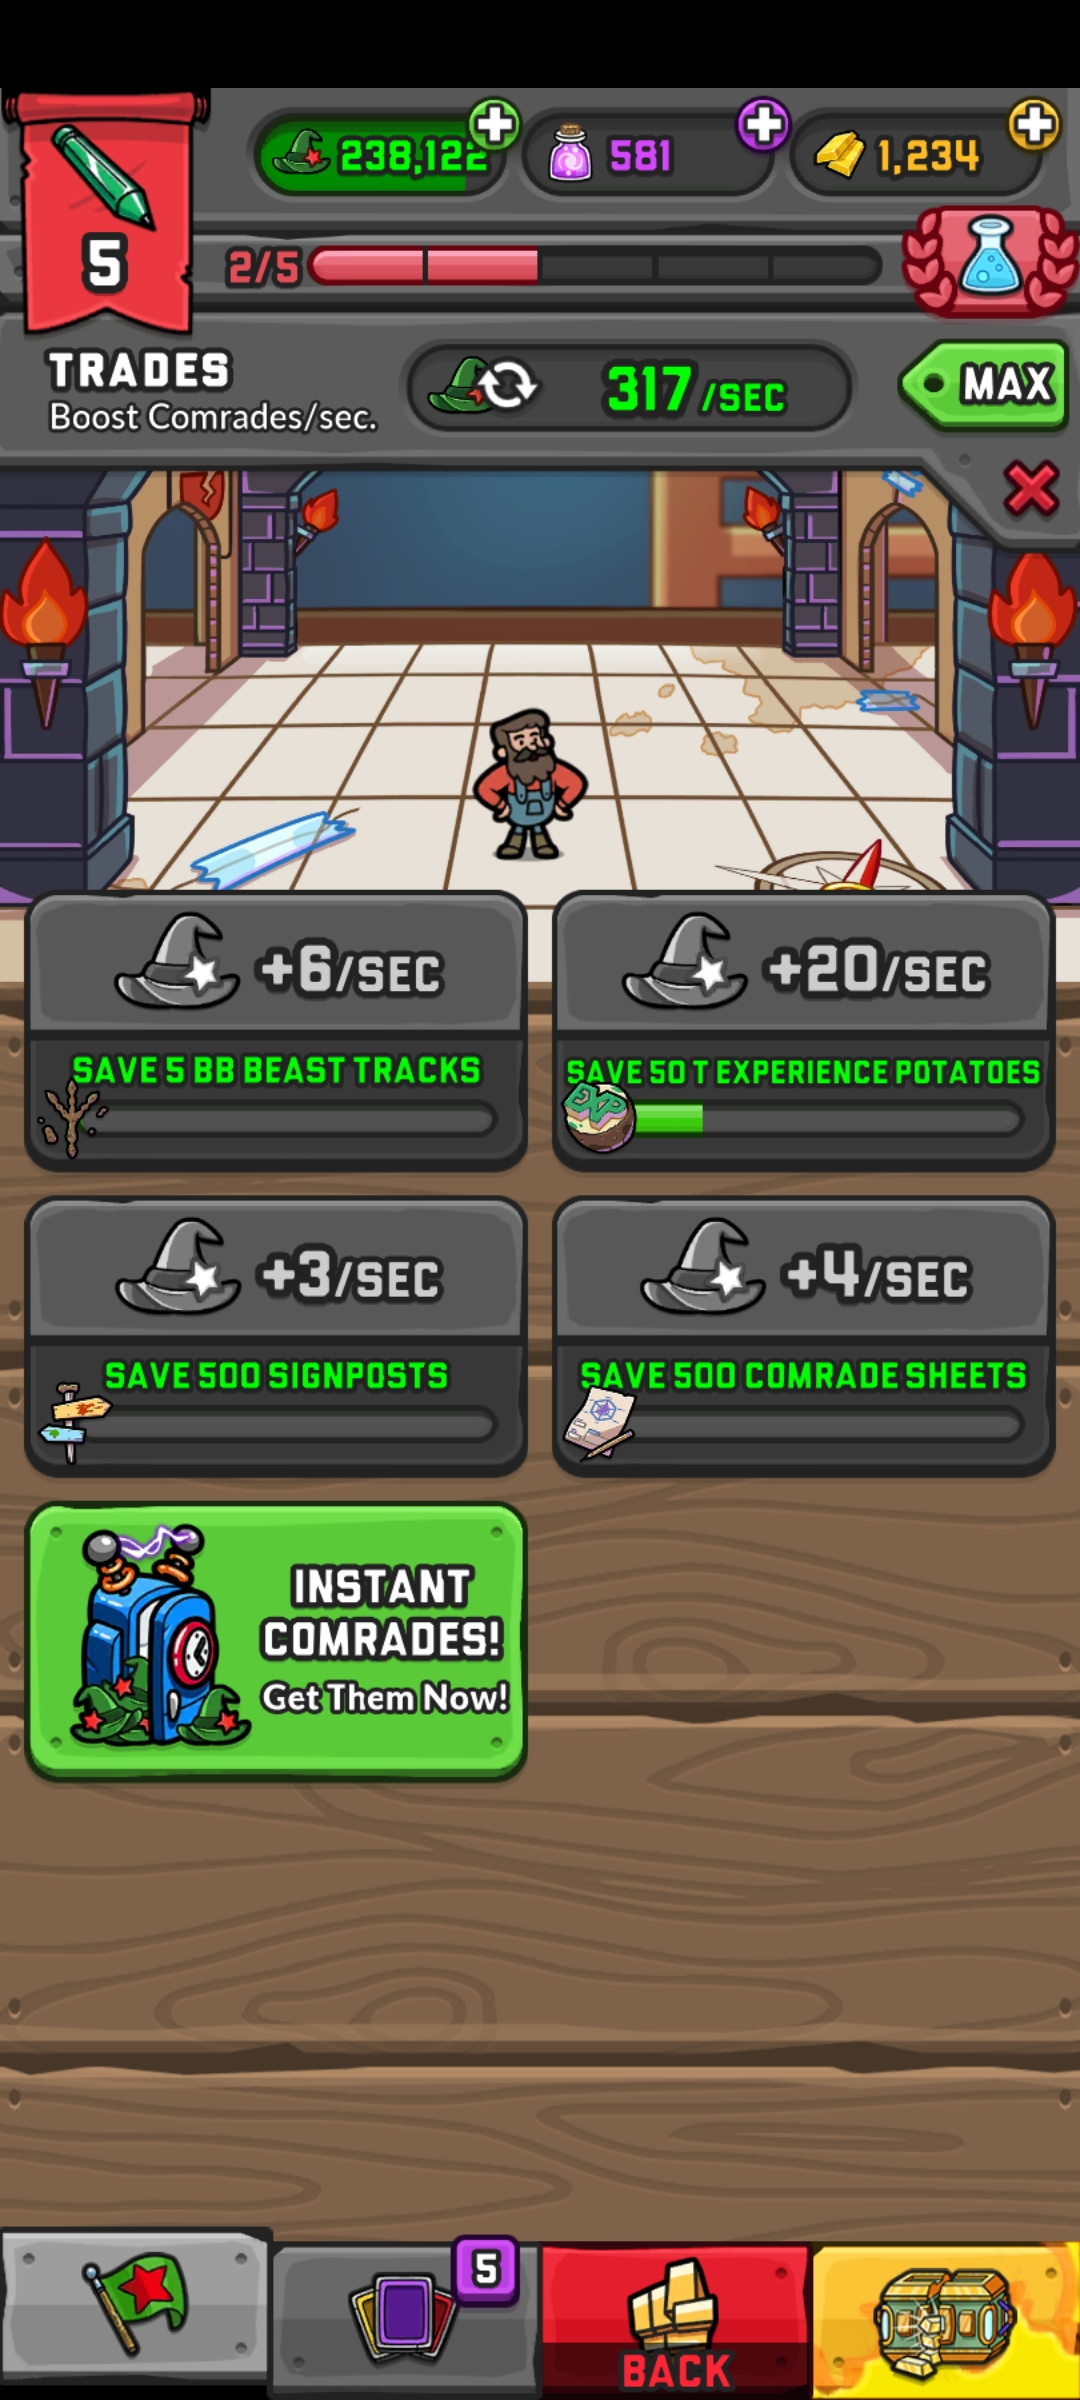 238,122
581
1,234
5
2/5
TRADES
Boost Comrades/sec.
317 /SEC
MAX
+6/SEC
+20/SEC
SAVE 5 BB BEAST TRACKS
SAVE 50 T EXPERIENCE POTATOES
EXP
+3/SEC
+4/SEC
SAVE 500 SIGNPOSTS
SAVE 500 COMRADE SHEETS
INSTANT
COMRADES!
Get Them Now!
5
BACK